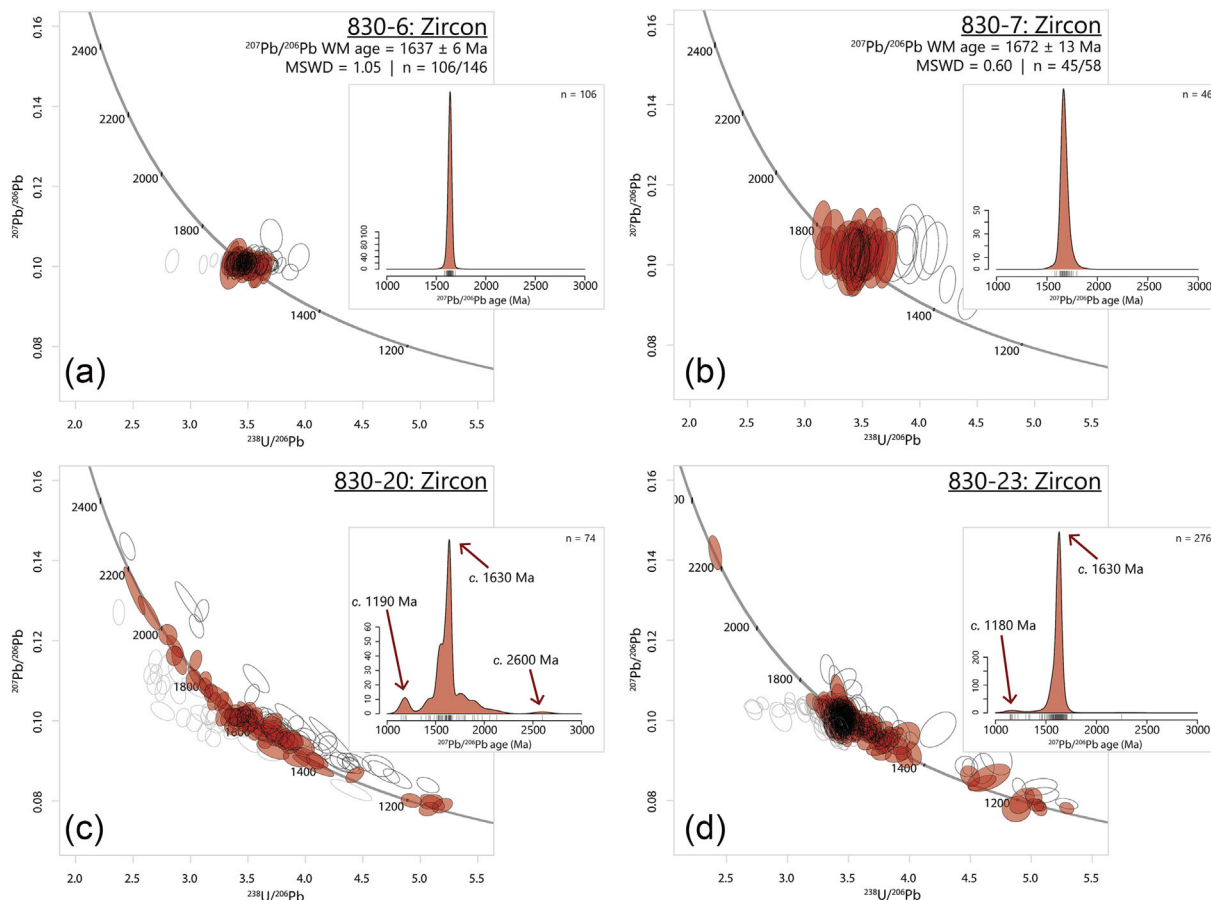 830-6: Zircon
²⁰⁷Pb/²⁰⁶Pb WM age = 1637 ± 6 Ma
MSWD = 1.05 | n = 106/146
n = 106
0.16
0.14
0.12
0.10
0.08
²⁰⁷Pb/²⁰⁶Pb
2400
2200
2000
1800
1400
1200
0 20 40 60 80 100
1000 1500 2000 2500 3000
²⁰⁷Pb/²⁰⁶Pb age (Ma)
(a)
2.0 2.5 3.0 3.5 4.0 4.5 5.0 5.5
²³⁸U/²⁰⁶Pb
830-7: Zircon
²⁰⁷Pb/²⁰⁶Pb WM age = 1672 ± 13 Ma
MSWD = 0.60 | n = 45/58
n = 46
0.16
0.14
0.12
0.10
0.08
²⁰⁷Pb/²⁰⁶Pb
2400
2200
2000
1800
1400
1200
0 10 20 30 40 50
1000 1500 2000 2500 3000
²⁰⁷Pb/²⁰⁶Pb age (Ma)
(b)
2.0 2.5 3.0 3.5 4.0 4.5 5.0 5.5
²³⁸U/²⁰⁶Pb
830-20: Zircon
n = 74
c. 1630 Ma
c. 1190 Ma
c. 2600 Ma
0.16
0.14
0.12
0.10
0.08
²⁰⁷Pb/²⁰⁶Pb
2400
2200
2000
1800
1600
1400
1200
0 10 20 30 40 50 60
1000 1500 2000 2500 3000
²⁰⁷Pb/²⁰⁶Pb age (Ma)
(c)
2.0 2.5 3.0 3.5 4.0 4.5 5.0 5.5
²³⁸U/²⁰⁶Pb
830-23: Zircon
n = 276
c. 1630 Ma
c. 1180 Ma
0.16
0.14
0.12
0.10
0.08
²⁰⁷Pb/²⁰⁶Pb
2200
2000
1800
1400
1200
0 50 100 200
1000 1500 2000 2500 3000
²⁰⁷Pb/²⁰⁶Pb age (Ma)
(d)
2.0 2.5 3.0 3.5 4.0 4.5 5.0 5.5
²³⁸U/²⁰⁶Pb